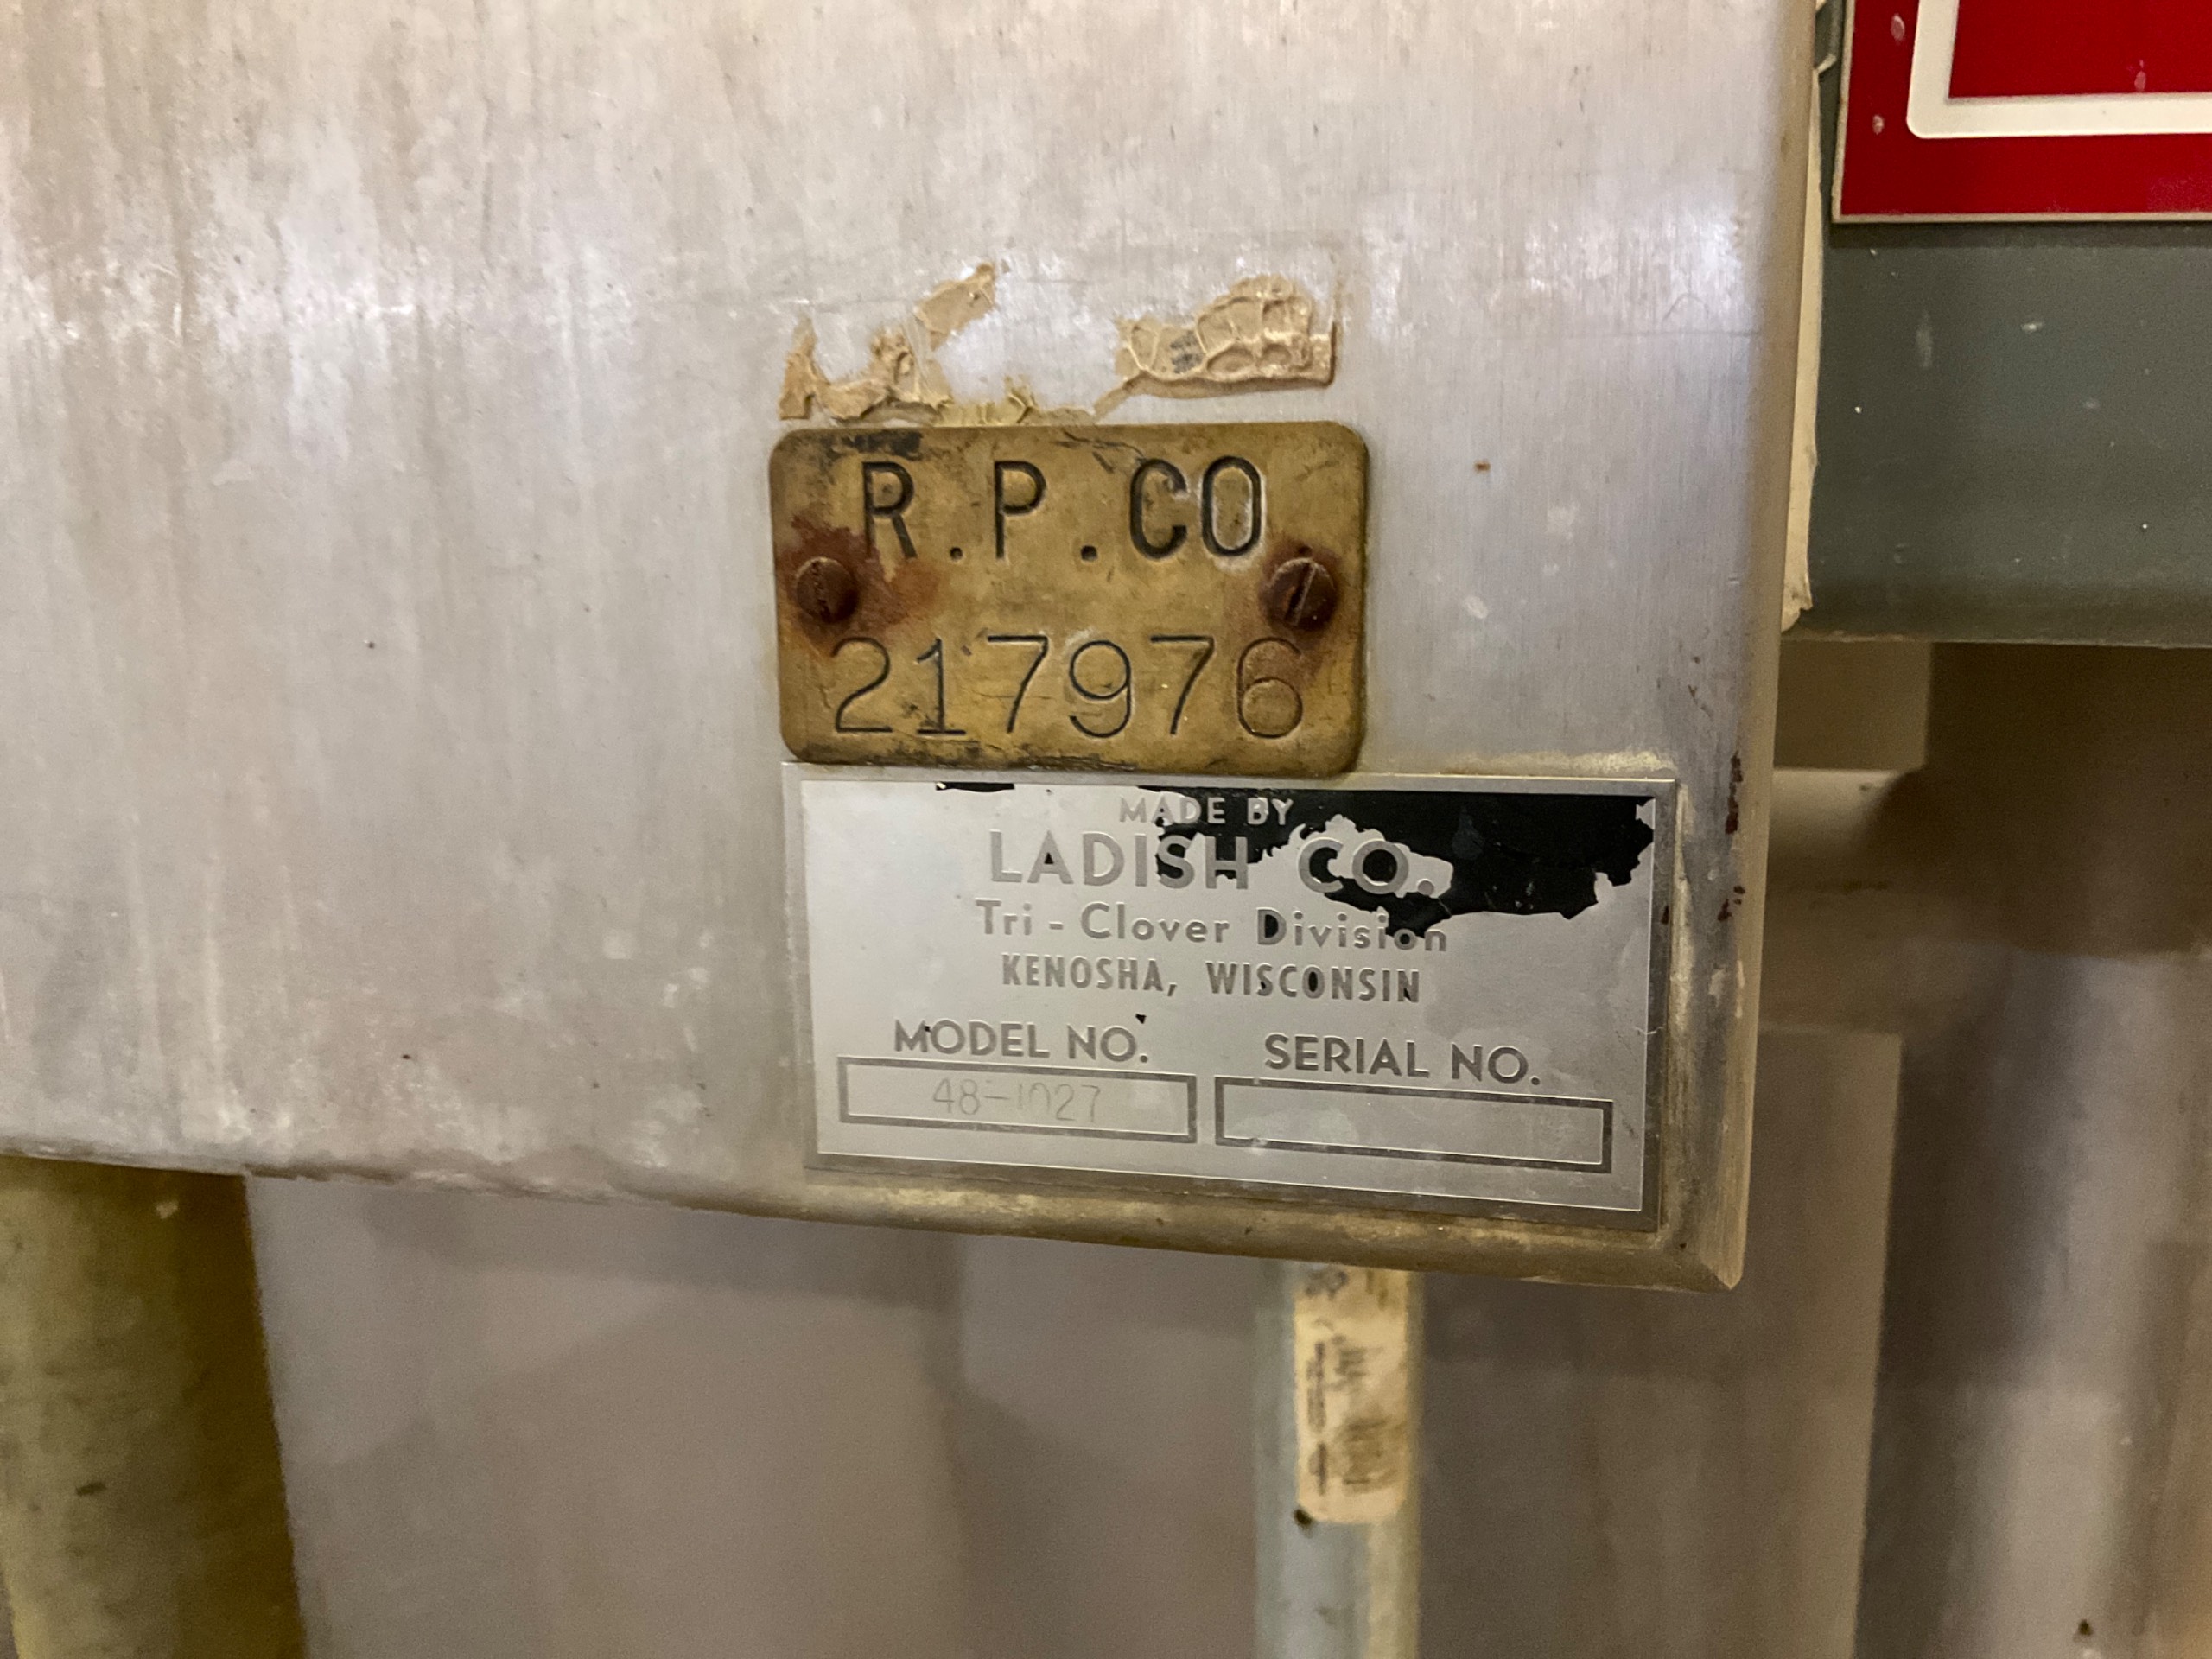 R.P.CO
217976
MADE BY
LADISH CO.
Tri-Clover Division
KENOSHA, WISCONSIN
MODEL NO. SERIAL NO.
48-1027